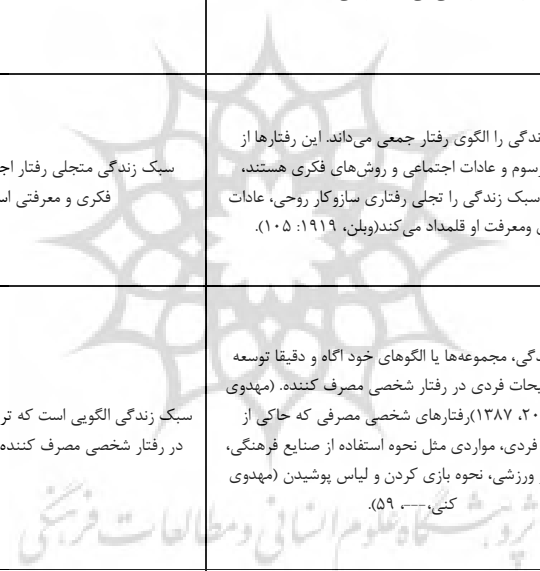 ندگی را الگوی رفتار جمعی می‌داند. این رفتارها از
رسوم و عادات اجتماعی و روش‌های فکری هستند،
سبک زندگی را تجلی رفتاری سازوکار روحی، عادات
ومعرفت او قلمداد می‌کند(وبلن، ۱۹۱۹: ۱۰۵).
سبک زندگی متجلی رفتار اج
فکری و معرفتی اس
دگی، مجموعه‌ها یا الگوهای خود اگاه و دقیقا توسعه
یحات فردی در رفتار شخصی مصرف کننده. (مهدوی
۲۰، ۱۳۸۷)رفتارهای شخصی مصرفی که حاکی از
فردی، مواردی مثل نحوه استفاده از صنایع فرهنگی،
ورزشی، نحوه بازی کردن و لباس پوشیدن (مهدوی
کنی،---، ۵۹).
سبک زندگی الگویی است که تر
در رفتار شخصی مصرف کننده
پژوهشگاه علوم انسانی و مطالعات فرهنگی